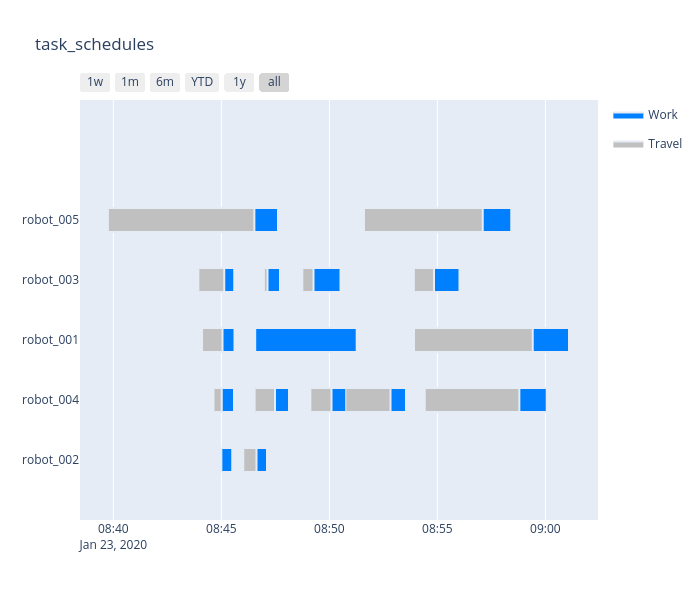 task_schedules
1w 1m 6m YTD 1y all
Work
Travel
robot_005
robot_003
robot_001
robot_004
robot_002
08:40 08:45 08:50 08:55 09:00
Jan 23, 2020